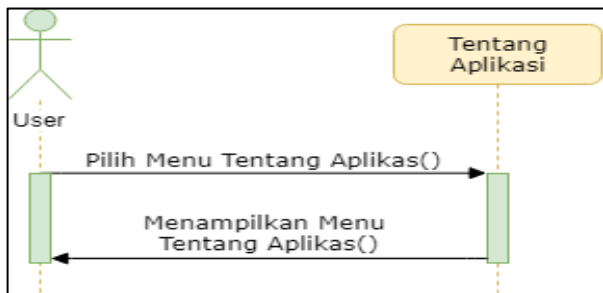 Tentang
Aplikasi
User
Pilih Menu Tentang Aplikas()
Menampilkan Menu
Tentang Aplikas()